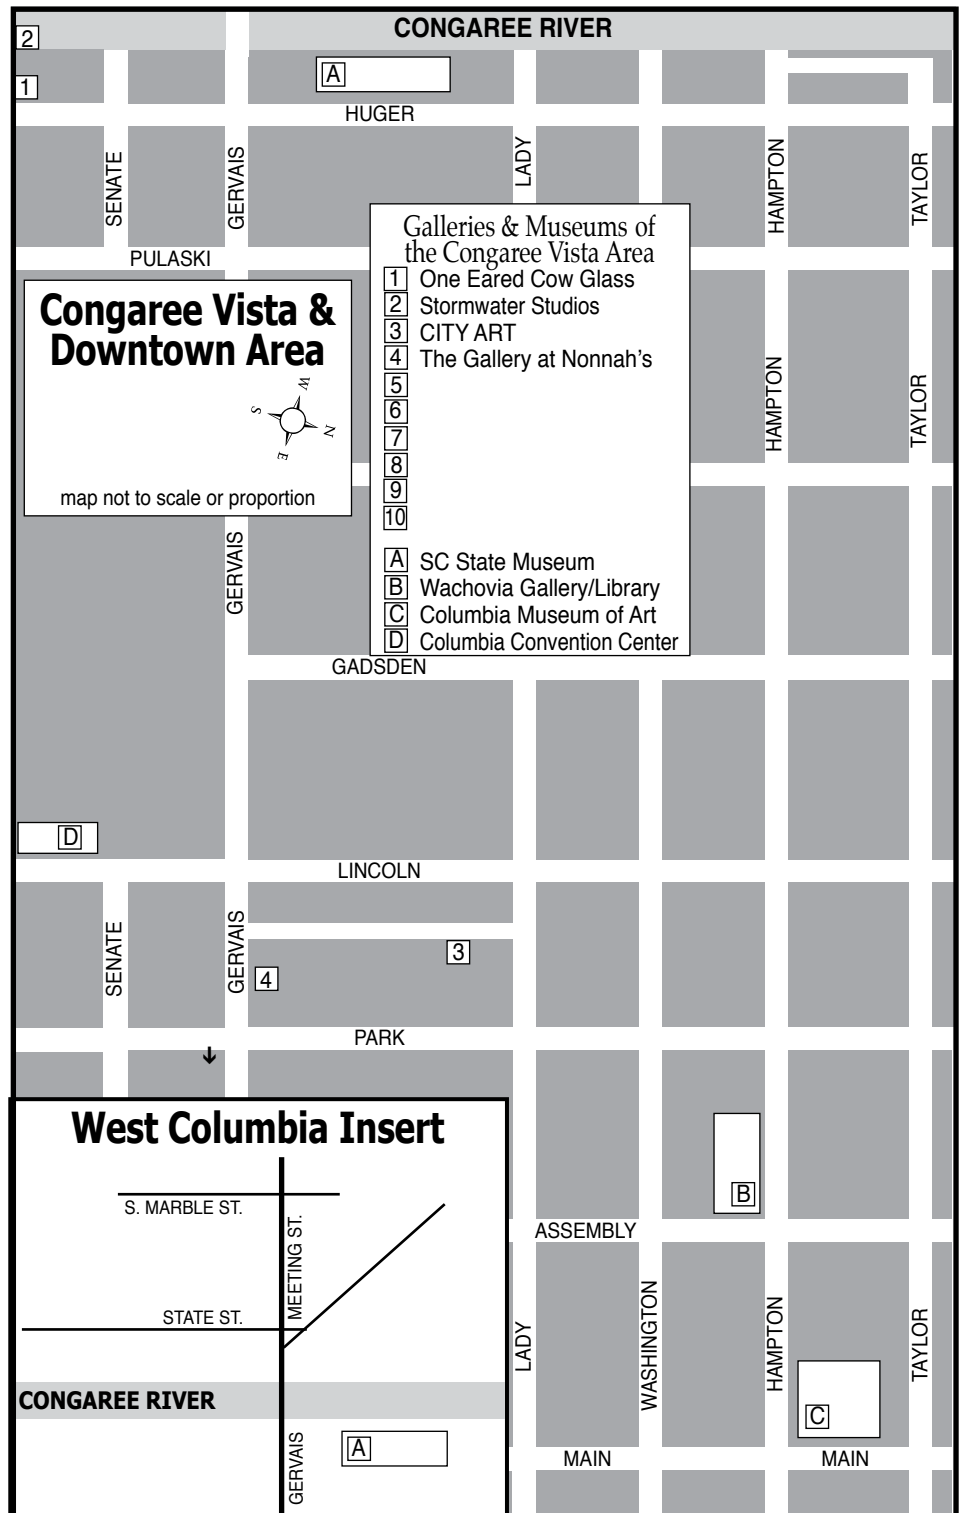 CONGAREE RIVER
2
1
A
HUGER
SENATE
GERVAIS
LADY
HAMPTON
TAYLOR
PULASKI
Galleries & Museums of
the Congaree Vista Area
1 One Eared Cow Glass
2 Stormwater Studios
3 CITY ART
4 The Gallery at Nonnah's
5
6
7
8
9
10
A SC State Museum
B Wachovia Gallery/Library
C Columbia Museum of Art
D Columbia Convention Center
Congaree Vista &
Downtown Area
W
S
N
E
map not to scale or proportion
HAMPTON
TAYLOR
GERVAIS
GADSDEN
D
LINCOLN
SENATE
GERVAIS
3
4
PARK
B
ASSEMBLY
LADY
WASHINGTON
HAMPTON
TAYLOR
C
MAIN
MAIN
West Columbia Insert
S. MARBLE ST.
MEETING ST.
STATE ST.
CONGAREE RIVER
GERVAIS
A